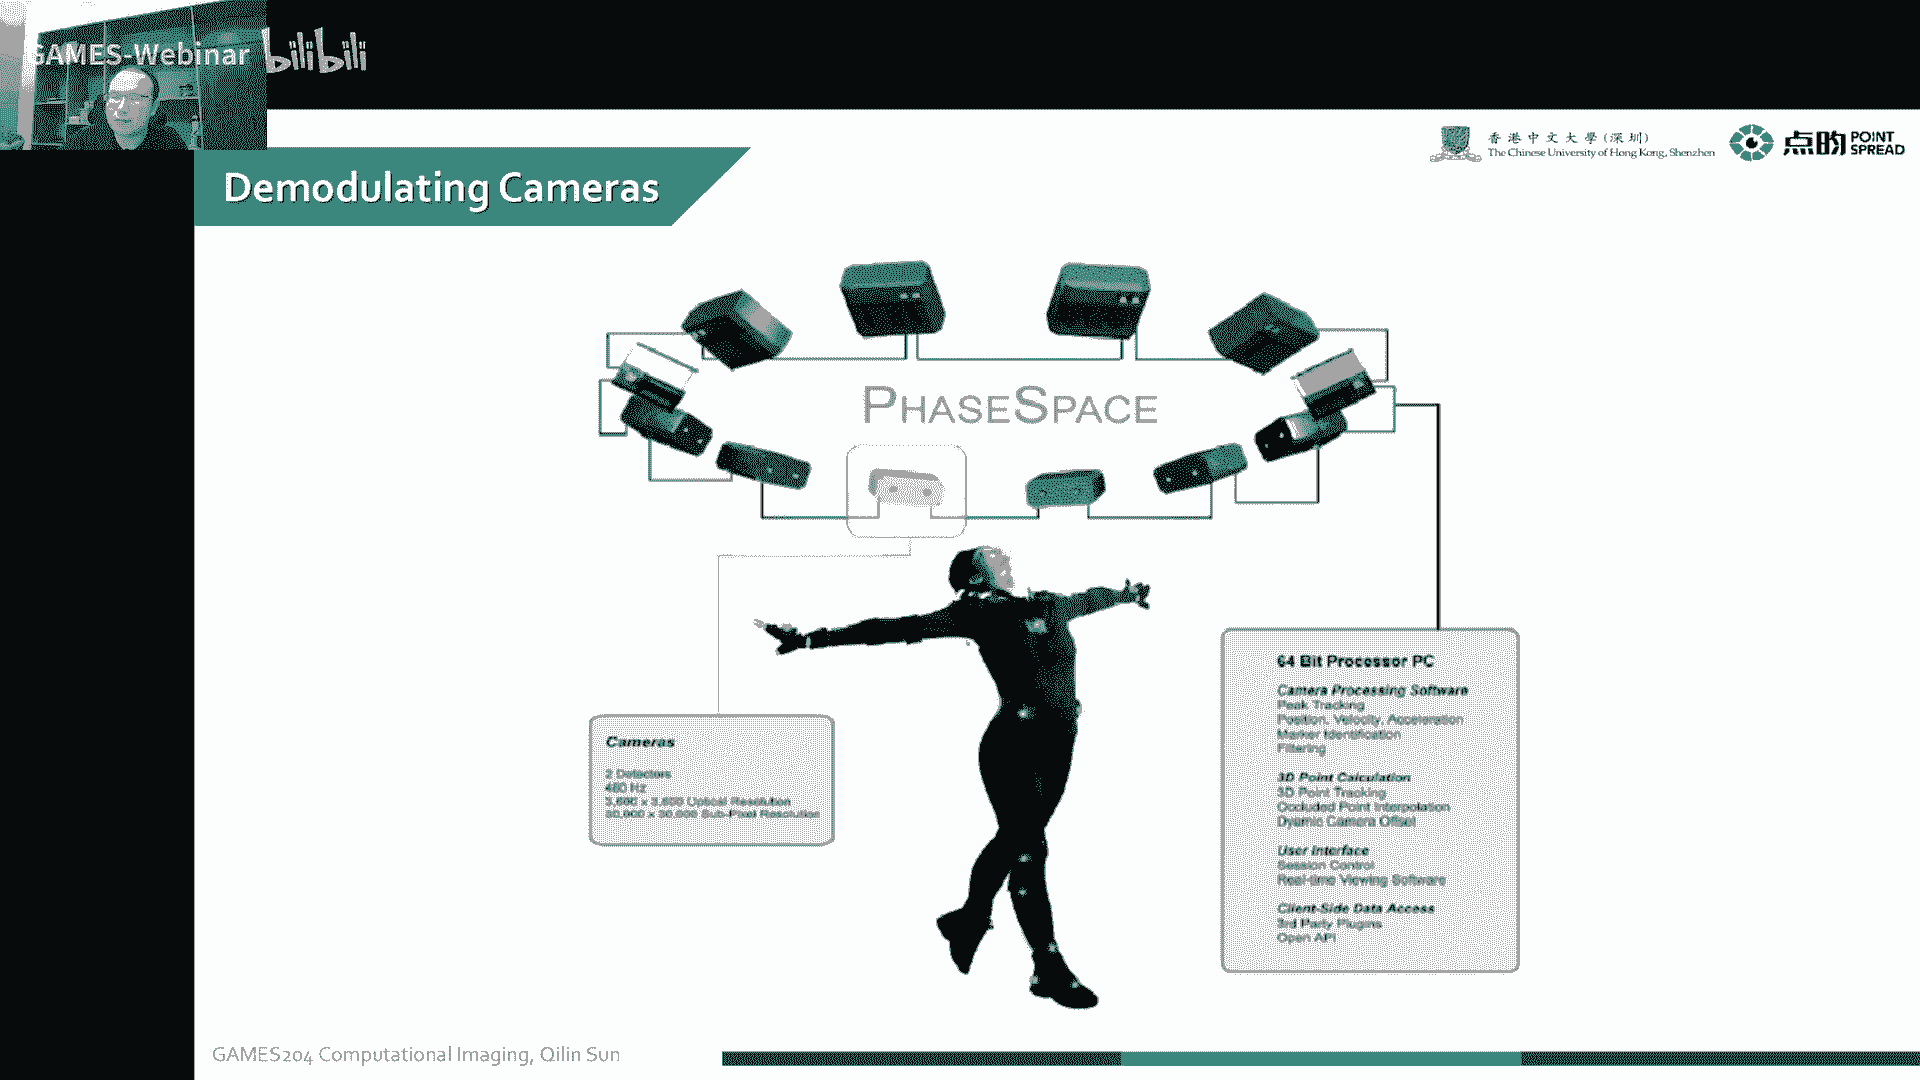 GAMES-Webinar
bilibili
香港中文大學(深圳)
The Chinese University of Hong Kong, Shenzhen
点昀 POINT
SPREAD
Demodulating Cameras
PHASESPACE
64 Bit Processor PC
Camera Processing Software
Peak Tracking
Position, Velocity, Acceleration
Marker Identification
Filtering
3D Point Calculation
3D Point Tracking
Occluded Point Interpolation
Dyamic Camera Offset
User Interface
Session Control
Real-time Viewing Software
Client-Side Data Access
3rd Party Plugins
Open API
Cameras
2 Detectors
480 Hz
3,600 x 3,600 Optical Resolution
30,000 x 30,000 Sub-Pixel Resolution
GAMES204 Computational Imaging, Qilin Sun